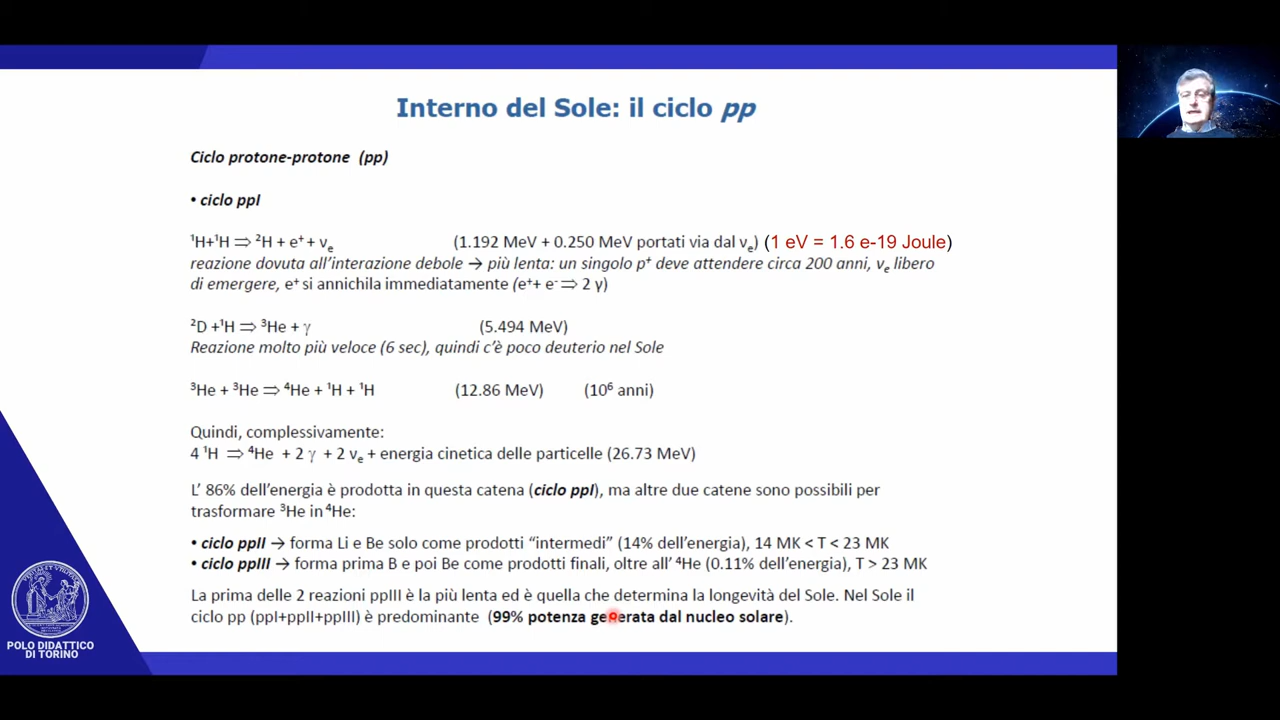 Interno del Sole: il ciclo pp
Ciclo protone-protone (pp)
• ciclo ppI
¹H+¹H ⇒ ²H + e⁺ + νₑ (1.192 MeV + 0.250 MeV portati via dal νₑ) (1 eV = 1.6 e-19 Joule)
reazione dovuta all'interazione debole → più lenta: un singolo p⁺ deve attendere circa 200 anni, νₑ libero
di emergere, e⁺ si annichila immediatamente (e⁺+ e⁻ ⇒ 2 γ)
²D +¹H ⇒ ³He + γ (5.494 MeV)
Reazione molto più veloce (6 sec), quindi c'è poco deuterio nel Sole
³He + ³He ⇒ ⁴He + ¹H + ¹H (12.86 MeV) (10⁶ anni)
Quindi, complessivamente:
4 ¹H ⇒ ⁴He + 2 γ + 2 νₑ + energia cinetica delle particelle (26.73 MeV)
L' 86% dell'energia è prodotta in questa catena (ciclo ppI), ma altre due catene sono possibili per
trasformare ³He in ⁴He:
• ciclo ppII → forma Li e Be solo come prodotti "intermedi" (14% dell'energia), 14 MK < T < 23 MK
• ciclo ppIII → forma prima B e poi Be come prodotti finali, oltre all' ⁴He (0.11% dell'energia), T > 23 MK
La prima delle 2 reazioni ppIII è la più lenta ed è quella che determina la longevità del Sole. Nel Sole il
ciclo pp (ppI+ppII+ppIII) è predominante (99% potenza generata dal nucleo solare).
POLO DIDATTICO
DI TORINO